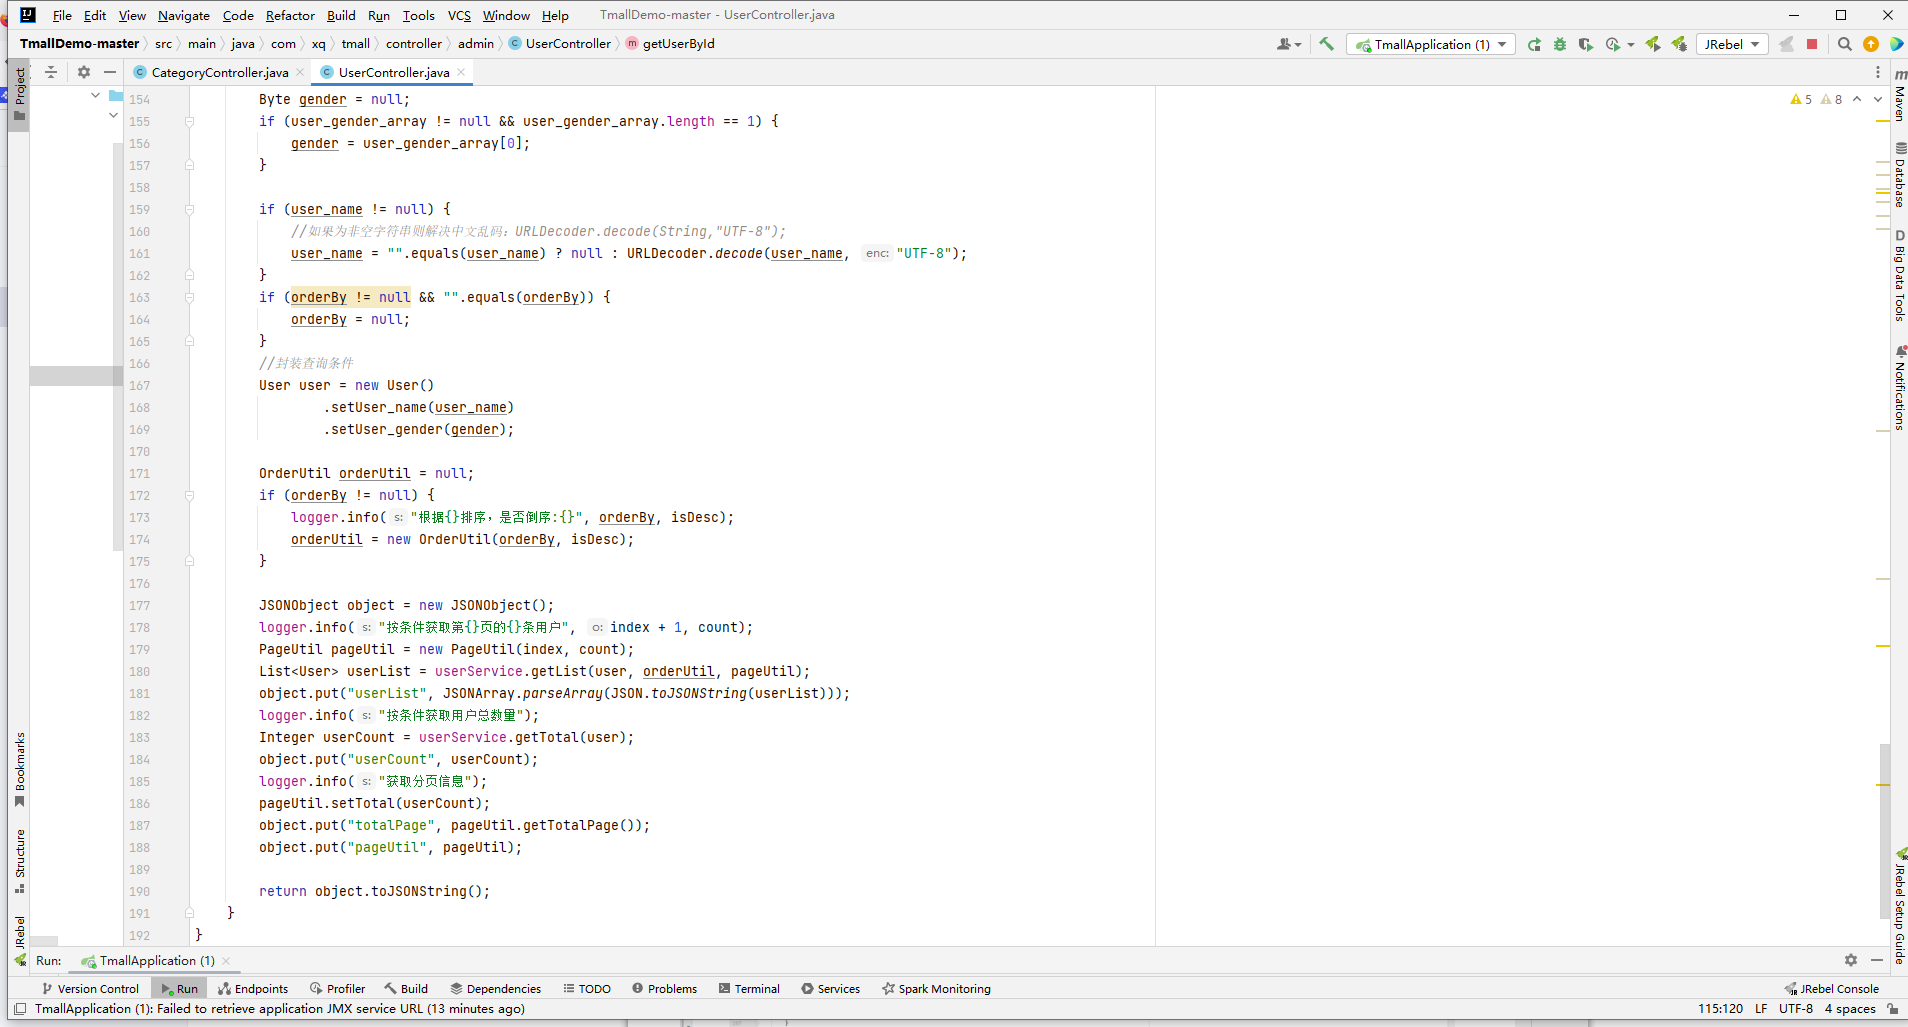 File Edit View Navigate Code Refactor Build Run Tools VCS Window Help TmallDemo-master - UserController.java
TmallDemo-master src main java com xq tmall controller admin UserController getUserById TmallApplication (1) JRebel
CategoryController.java UserController.java
5 8
154 Byte gender = null;
155 if (user_gender_array != null && user_gender_array.length == 1) {
156 gender = user_gender_array[0];
157 }
158
159 if (user_name != null) {
160 //如果为非空字符串则解决中文乱码：URLDecoder.decode(String,"UTF-8");
161 user_name = "".equals(user_name) ? null : URLDecoder.decode(user_name, enc: "UTF-8");
162 }
163 if (orderBy != null && "".equals(orderBy)) {
164 orderBy = null;
165 }
166 //封装查询条件
167 User user = new User()
168 .setUser_name(user_name)
169 .setUser_gender(gender);
170
171 OrderUtil orderUtil = null;
172 if (orderBy != null) {
173 logger.info( s: "根据{}排序，是否倒序:{}", orderBy, isDesc);
174 orderUtil = new OrderUtil(orderBy, isDesc);
175 }
176
177 JSONObject object = new JSONObject();
178 logger.info( s: "按条件获取第{}页的{}条用户", o: index + 1, count);
179 PageUtil pageUtil = new PageUtil(index, count);
180 List<User> userList = userService.getList(user, orderUtil, pageUtil);
181 object.put("userList", JSONArray.parseArray(JSON.toJSONString(userList)));
182 logger.info( s: "按条件获取用户总数量");
183 Integer userCount = userService.getTotal(user);
184 object.put("userCount", userCount);
185 logger.info( s: "获取分页信息");
186 pageUtil.setTotal(userCount);
187 object.put("totalPage", pageUtil.getTotalPage());
188 object.put("pageUtil", pageUtil);
189
190 return object.toJSONString();
191 }
192 }
Project
Bookmarks
Structure
JRebel
Maven
Database
Big Data Tools
Notifications
JRebel Setup Guide
Run: TmallApplication (1)
Version Control Run Endpoints Profiler Build Dependencies TODO Problems Terminal Services Spark Monitoring JRebel Console
TmallApplication (1): Failed to retrieve application JMX service URL (13 minutes ago) 115:120 LF UTF-8 4 spaces